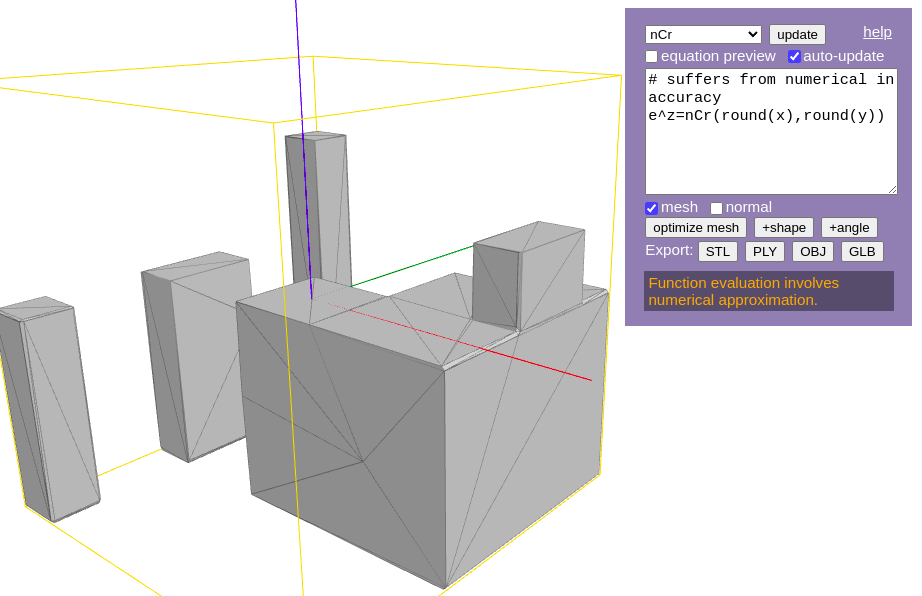 nCr update help
equation preview auto-update
# suffers from numerical in
accuracy
e^z=nCr(round(x),round(y))
mesh normal
optimize mesh +shape +angle
Export: STL PLY OBJ GLB
Function evaluation involves
numerical approximation.